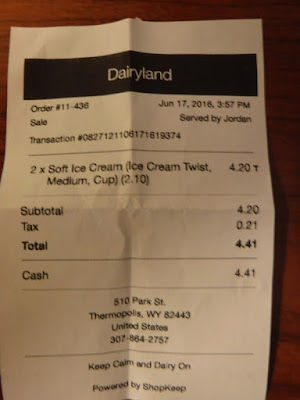 Dairyland
Order #11-436 Jun 17, 2016, 3:57 PM
Sale Served by Jordan
Transaction #0827121106171619374
2 x Soft Ice Cream (Ice Cream Twist, 4.20 T
Medium, Cup) (2.10)
Subtotal 4.20
Tax 0.21
Total 4.41
Cash 4.41
510 Park St.
Thermopolis, WY 82443
United States
307-864-2757
Keep Calm and Dairy On
Powered by ShopKeep